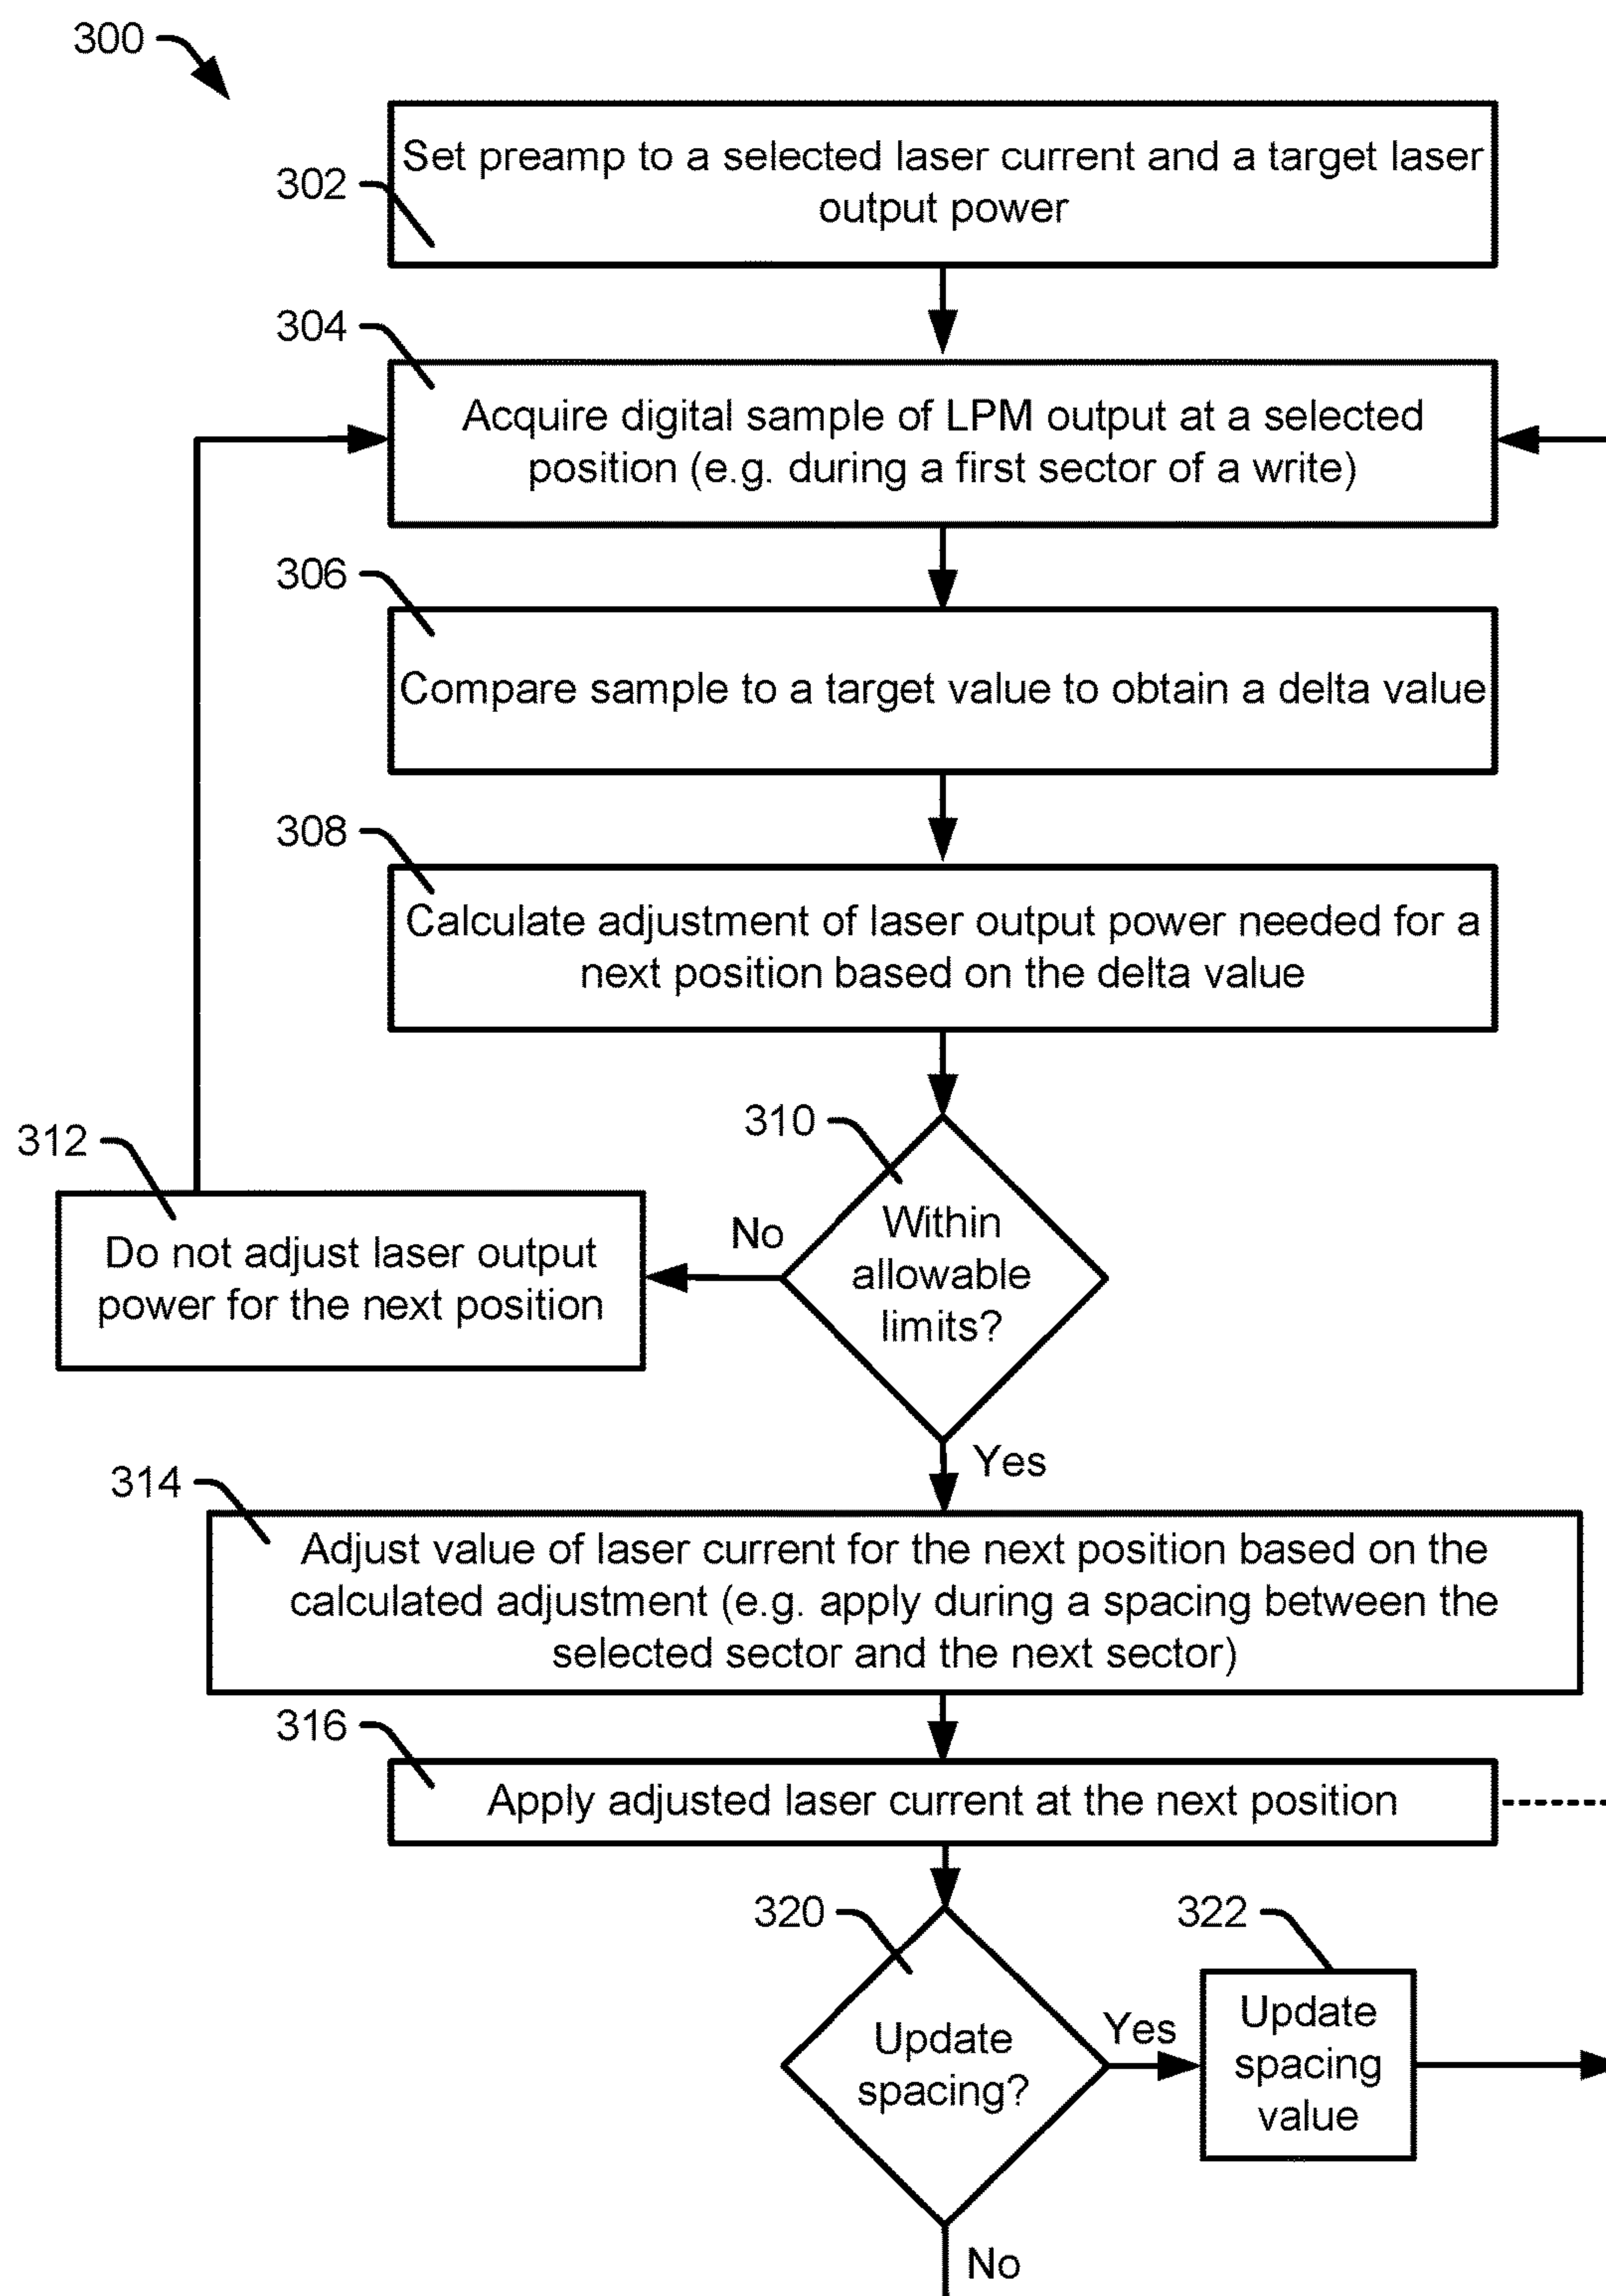 300
302
Set preamp to a selected laser current and a target laser
output power
304
Acquire digital sample of LPM output at a selected
position (e.g. during a first sector of a write)
306
Compare sample to a target value to obtain a delta value
308
Calculate adjustment of laser output power needed for a
next position based on the delta value
310
Within
allowable
limits?
No
312
Do not adjust laser output
power for the next position
Yes
314
Adjust value of laser current for the next position based on the
calculated adjustment (e.g. apply during a spacing between the
selected sector and the next sector)
316
Apply adjusted laser current at the next position
320
Update
spacing?
Yes
322
Update
spacing
value
No